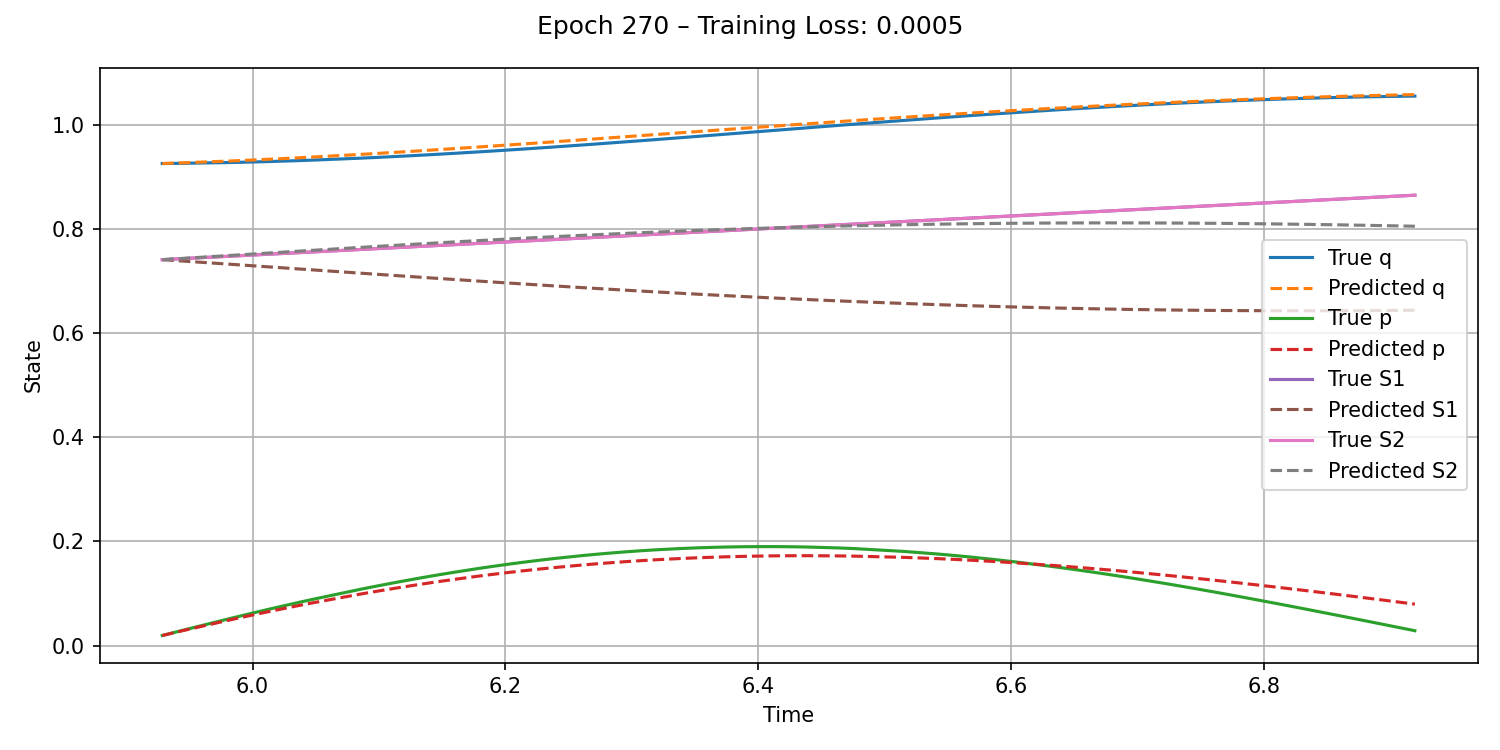 Epoch 270 – Training Loss: 0.0005
1.0
0.8
0.6
0.4
0.2
0.0
State
True q
Predicted q
True p
Predicted p
True S1
Predicted S1
True S2
Predicted S2
6.0 6.2 6.4 6.6 6.8
Time